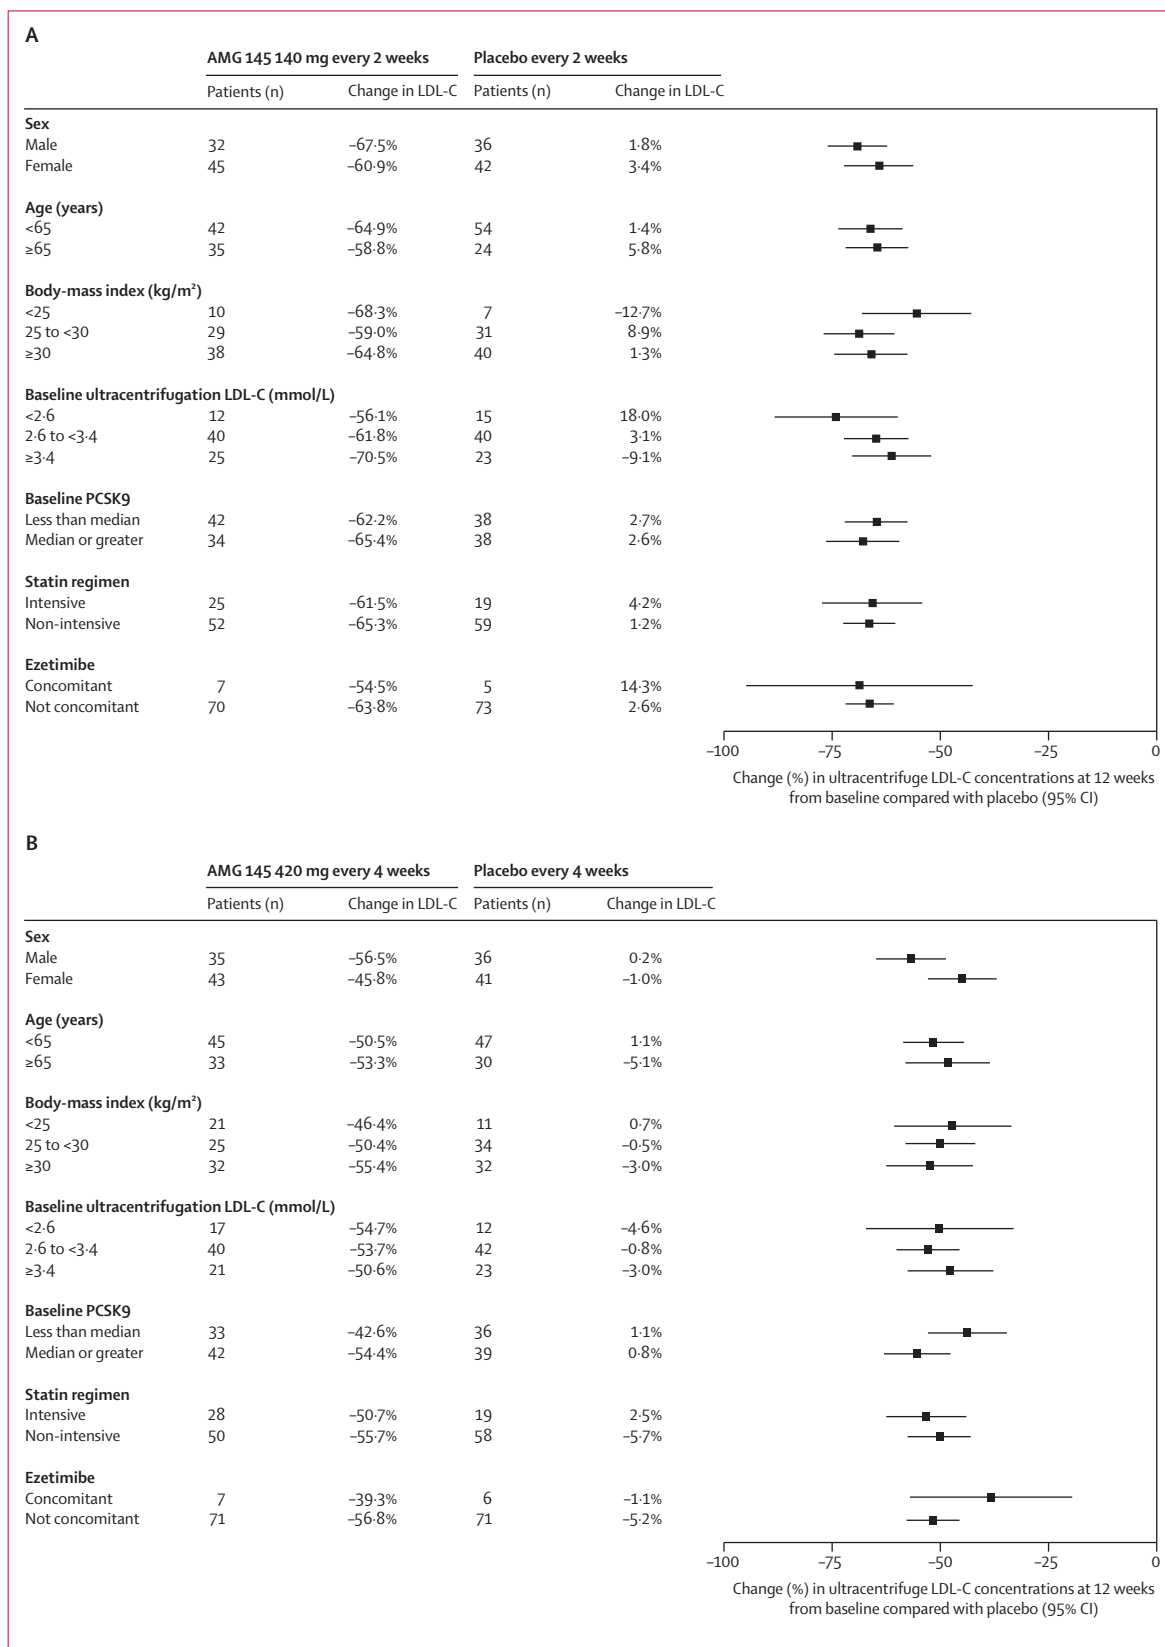 A
AMG 145 140 mg every 2 weeks Placebo every 2 weeks
Patients (n) Change in LDL-C Patients (n) Change in LDL-C
Sex
Male 32 –67·5% 36 1·8%
Female 45 –60·9% 42 3·4%
Age (years)
<65 42 –64·9% 54 1·4%
≥65 35 –58·8% 24 5·8%
Body-mass index (kg/m²)
<25 10 –68·3% 7 –12·7%
25 to <30 29 –59·0% 31 8·9%
≥30 38 –64·8% 40 1·3%
Baseline ultracentrifugation LDL-C (mmol/L)
<2·6 12 –56·1% 15 18·0%
2·6 to <3·4 40 –61·8% 40 3·1%
≥3·4 25 –70·5% 23 –9·1%
Baseline PCSK9
Less than median 42 –62·2% 38 2·7%
Median or greater 34 –65·4% 38 2·6%
Statin regimen
Intensive 25 –61·5% 19 4·2%
Non-intensive 52 –65·3% 59 1·2%
Ezetimibe
Concomitant 7 –54·5% 5 14·3%
Not concomitant 70 –63·8% 73 2·6%
–100 –75 –50 –25 0
Change (%) in ultracentrifuge LDL-C concentrations at 12 weeks
from baseline compared with placebo (95% CI)
B
AMG 145 420 mg every 4 weeks Placebo every 4 weeks
Patients (n) Change in LDL-C Patients (n) Change in LDL-C
Sex
Male 35 –56·5% 36 0·2%
Female 43 –45·8% 41 –1·0%
Age (years)
<65 45 –50·5% 47 1·1%
≥65 33 –53·3% 30 –5·1%
Body-mass index (kg/m²)
<25 21 –46·4% 11 0·7%
25 to <30 25 –50·4% 34 –0·5%
≥30 32 –55·4% 32 –3·0%
Baseline ultracentrifugation LDL-C (mmol/L)
<2·6 17 –54·7% 12 –4·6%
2·6 to <3·4 40 –53·7% 42 –0·8%
≥3·4 21 –50·6% 23 –3·0%
Baseline PCSK9
Less than median 33 –42·6% 36 1·1%
Median or greater 42 –54·4% 39 0·8%
Statin regimen
Intensive 28 –50·7% 19 2·5%
Non-intensive 50 –55·7% 58 –5·7%
Ezetimibe
Concomitant 7 –39·3% 6 –1·1%
Not concomitant 71 –56·8% 71 –5·2%
–100 –75 –50 –25 0
Change (%) in ultracentrifuge LDL-C concentrations at 12 weeks
from baseline compared with placebo (95% CI)